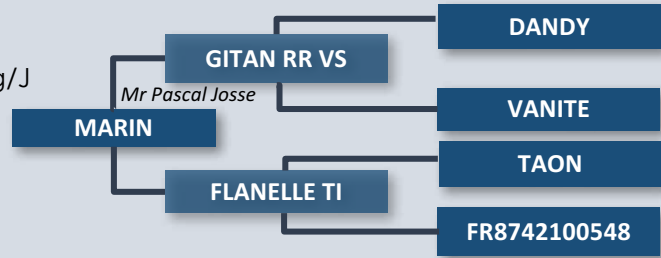 DANDY
GITAN RR VS
g/J
Mr Pascal Josse
VANITE
MARIN
TAON
FLANELLE TI
FR8742100548